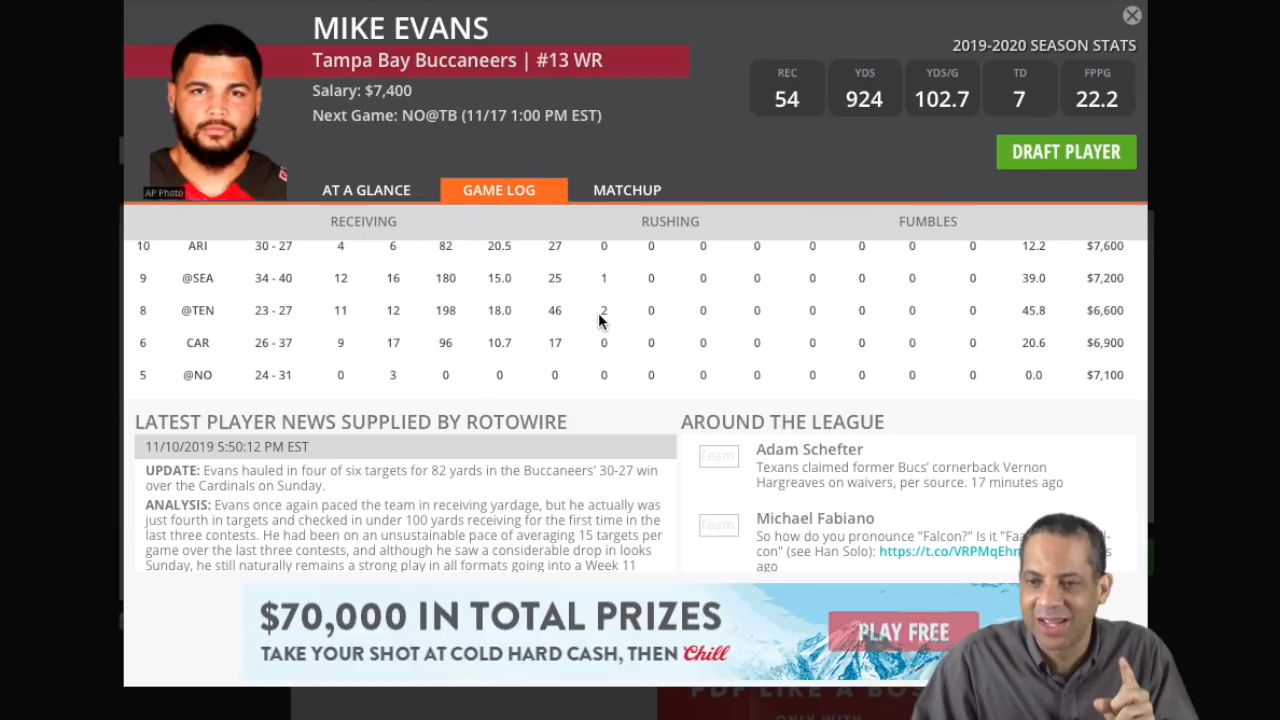 MIKE EVANS
Tampa Bay Buccaneers | #13 WR
Salary: $7,400
Next Game: NO@TB (11/17 1:00 PM EST)
AP Photo
2019-2020 SEASON STATS
REC YDS YDS/G TD FPPG
54 924 102.7 7 22.2
DRAFT PLAYER
AT A GLANCE GAME LOG MATCHUP
RECEIVING RUSHING FUMBLES
10 ARI 30 - 27 4 6 82 20.5 27 0 0 0 0 0 0 0 0 12.2 $7,600
9 @SEA 34 - 40 12 16 180 15.0 25 1 0 0 0 0 0 0 0 39.0 $7,200
8 @TEN 23 - 27 11 12 198 18.0 46 2 0 0 0 0 0 0 0 45.8 $6,600
6 CAR 26 - 37 9 17 96 10.7 17 0 0 0 0 0 0 0 0 20.6 $6,900
5 @NO 24 - 31 0 3 0 0 0 0 0 0 0 0 0 0 0 0.0 $7,100
LATEST PLAYER NEWS SUPPLIED BY ROTOWIRE
11/10/2019 5:50:12 PM EST
UPDATE: Evans hauled in four of six targets for 82 yards in the Buccaneers' 30-27 win
over the Cardinals on Sunday.
ANALYSIS: Evans once again paced the team in receiving yardage, but he actually was
just fourth in targets and checked in under 100 yards receiving for the first time in the
last three contests. He had been on an unsustainable pace of averaging 15 targets per
game over the last three contests, and although he saw a considerable drop in looks
Sunday, he still naturally remains a strong play in all formats going into a Week 11
AROUND THE LEAGUE
Team
Adam Schefter
Texans claimed former Bucs' cornerback Vernon
Hargreaves on waivers, per source. 17 minutes ago
Team
Michael Fabiano
So how do you pronounce "Falcon?" Is it "Faa
con" (see Han Solo): https://t.co/VRPMqEhn
ago
$70,000 IN TOTAL PRIZES
TAKE YOUR SHOT AT COLD HARD CASH, THEN Chill
PLAY FREE
PDF LIKE A BOS
ONLY WITH